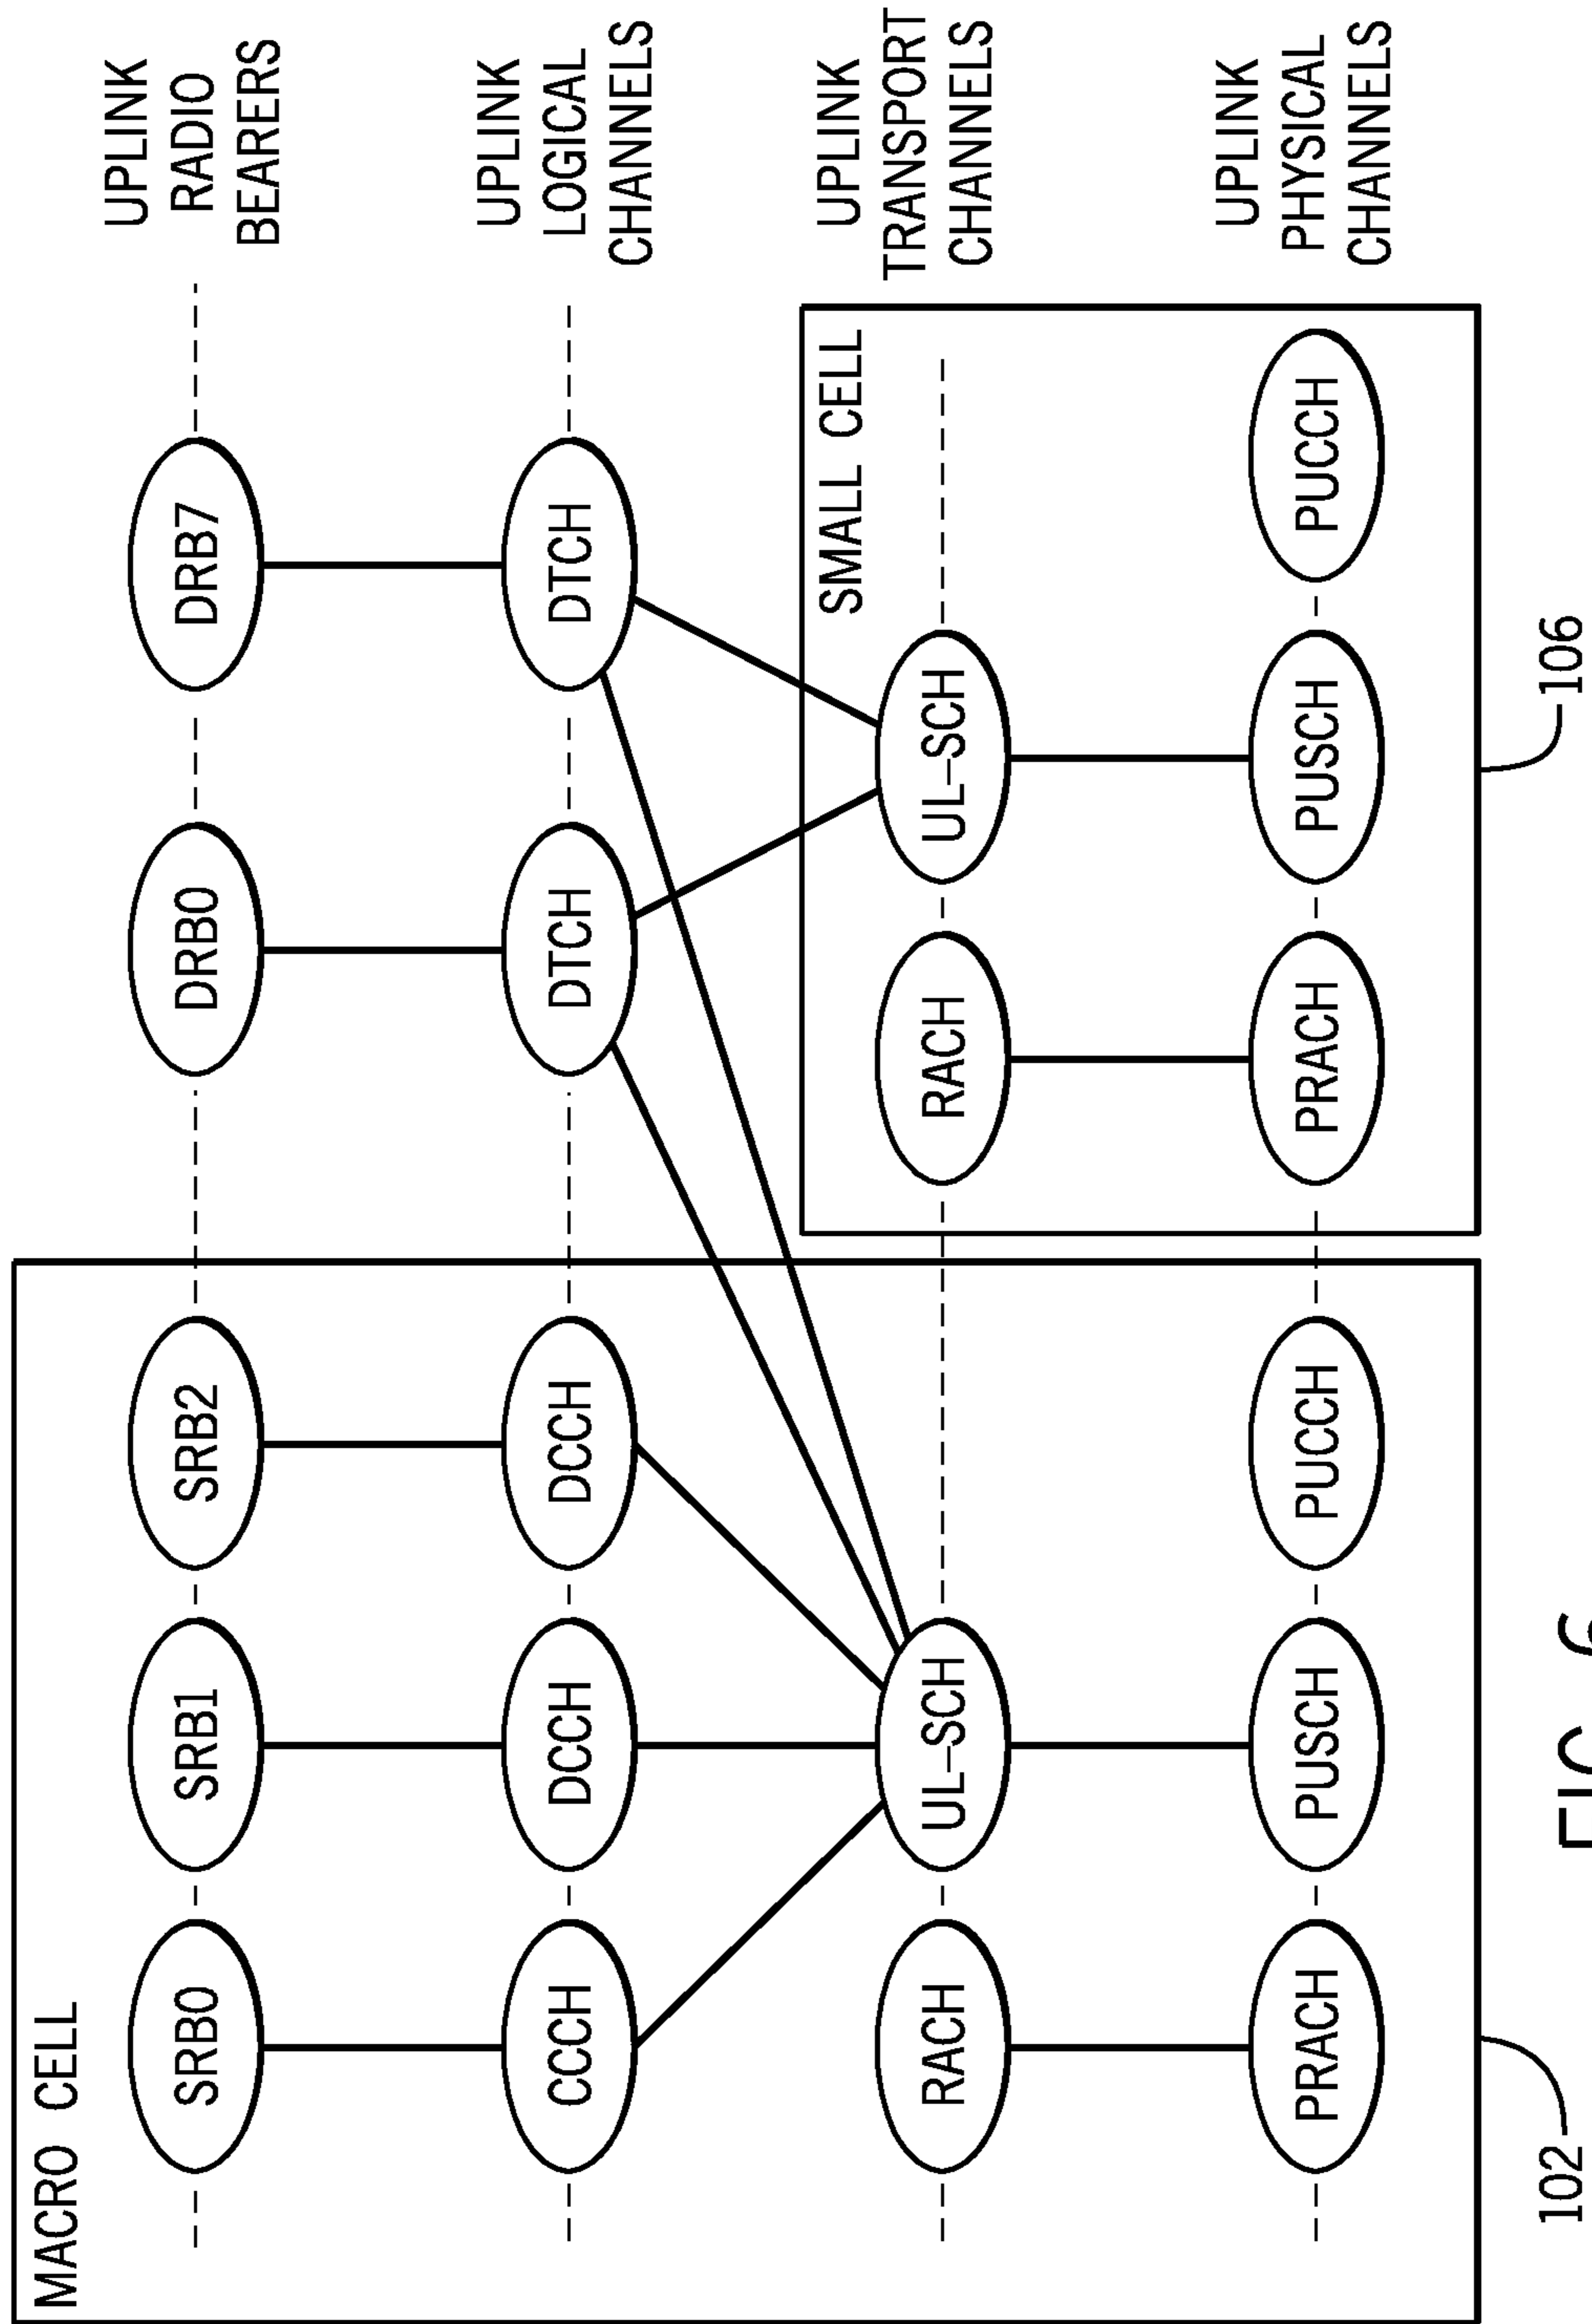 MACRO CELL
SRB0
SRB1
SRB2
DRB0
DRB7
UPLINK
RADIO
BEARERS
CCCH
DCCH
DCCH
DTCH
DTCH
UPLINK
LOGICAL
CHANNELS
SMALL CELL
RACH
UL-SCH
RACH
UL-SCH
UPLINK
TRANSPORT
CHANNELS
PRACH
PUSCH
PUCCH
PRACH
PUSCH
PUCCH
UPLINK
PHYSICAL
CHANNELS
102
106